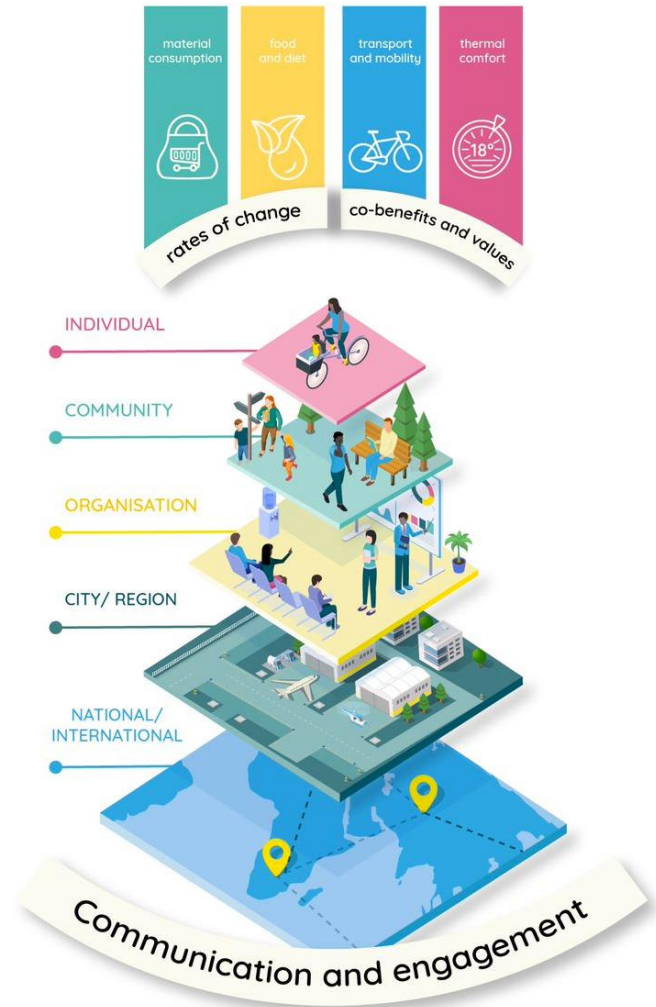 material
consumption
food
and diet
transport
and mobility
thermal
comfort
18°
rates of change
co-benefits and values
INDIVIDUAL
COMMUNITY
ORGANISATION
CITY/ REGION
NATIONAL/
INTERNATIONAL
Communication and engagement